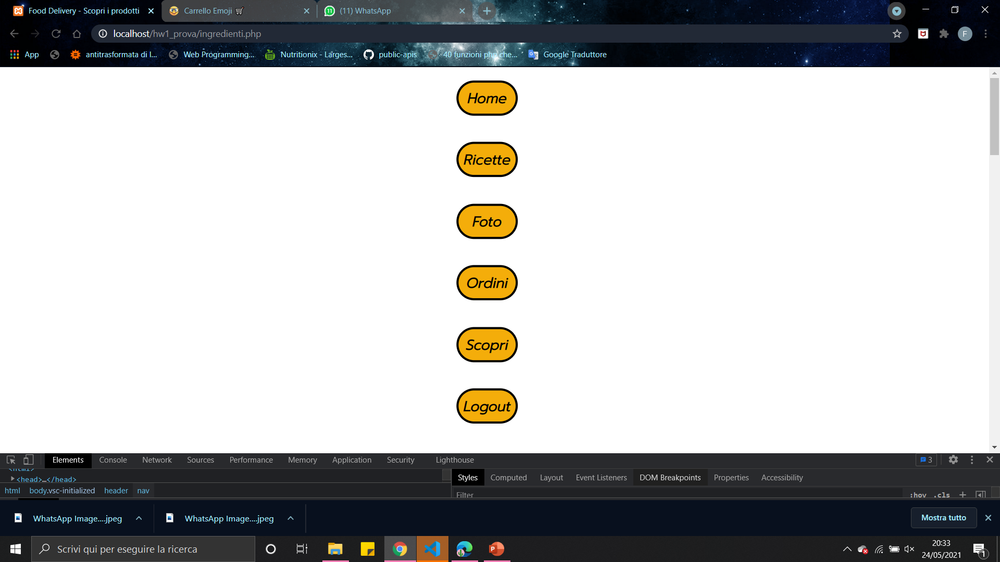 Food Delivery - Scopri i prodotti
Carrello Emoji 🛒
(11) WhatsApp
localhost/hw1_prova/ingredienti.php
F
App
antitrasformata di l...
Web Programming...
Nutritionix - Larges...
public-apis
40 funzioni php che...
Google Traduttore
Home
Ricette
Foto
Ordini
Scopri
Logout
Elements Console Network Sources Performance Memory Application Security Lighthouse
3
<html>
<head>…</head>
html body.vsc-initialized header nav
Styles Computed Layout Event Listeners DOM Breakpoints Properties Accessibility
Filter
:hov .cls
WhatsApp Image....jpeg
WhatsApp Image....jpeg
Mostra tutto
Scrivi qui per eseguire la ricerca
20:33
24/05/2021
1